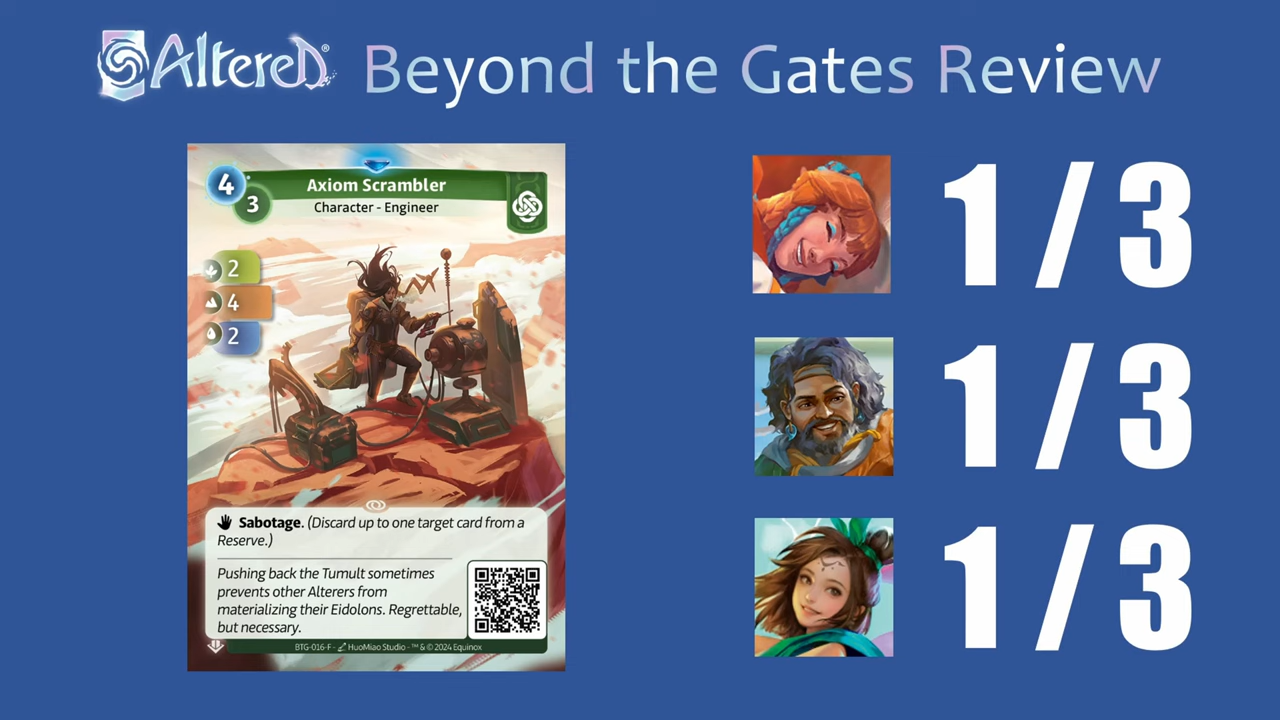 Altered® Beyond the Gates Review
4
3
Axiom Scrambler
Character - Engineer
2
4
2
Sabotage. (Discard up to one target card from a
Reserve.)
Pushing back the Tumult sometimes
prevents other Alterers from
materializing their Eidolons. Regrettable,
but necessary.
BTG-016-F - HuoMiao Studio - ™ & © 2024 Equinox
1/3
1/3
1/3